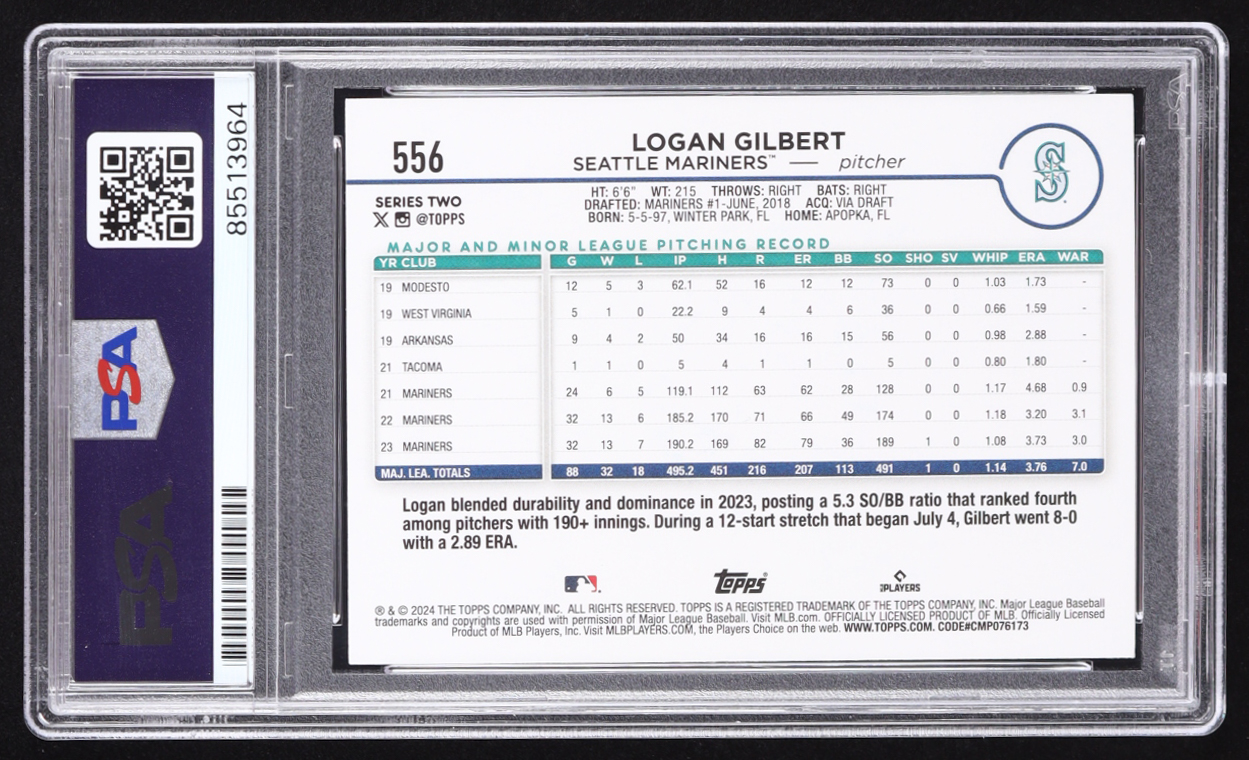 85513964
PSA
PSA
556
LOGAN GILBERT
SEATTLE MARINERS™ — pitcher
S
SERIES TWO
X @TOPPS
HT: 6'6" WT: 215 THROWS: RIGHT BATS: RIGHT
DRAFTED: MARINERS #1-JUNE, 2018 ACQ: VIA DRAFT
BORN: 5-5-97, WINTER PARK, FL HOME: APOPKA, FL
MAJOR AND MINOR LEAGUE PITCHING RECORD
YR CLUB G W L IP H R ER BB SO SHO SV WHIP ERA WAR
19 MODESTO 12 5 3 62.1 52 16 12 12 73 0 0 1.03 1.73 -
19 WEST VIRGINIA 5 1 0 22.2 9 4 4 6 36 0 0 0.66 1.59 -
19 ARKANSAS 9 4 2 50 34 16 16 15 56 0 0 0.98 2.88 -
21 TACOMA 1 1 0 5 4 1 1 0 5 0 0 0.80 1.80 -
21 MARINERS 24 6 5 119.1 112 63 62 28 128 0 0 1.17 4.68 0.9
22 MARINERS 32 13 6 185.2 170 71 66 49 174 0 0 1.18 3.20 3.1
23 MARINERS 32 13 7 190.2 169 82 79 36 189 1 0 1.08 3.73 3.0
MAJ. LEA. TOTALS 88 32 18 495.2 451 216 207 113 491 1 0 1.14 3.76 7.0
Logan blended durability and dominance in 2023, posting a 5.3 SO/BB ratio that ranked fourth
among pitchers with 190+ innings. During a 12-start stretch that began July 4, Gilbert went 8-0
with a 2.89 ERA.
Topps
PLAYERS
® & © 2024 THE TOPPS COMPANY, INC. ALL RIGHTS RESERVED. TOPPS IS A REGISTERED TRADEMARK OF THE TOPPS COMPANY, INC. Major League Baseball
trademarks and copyrights are used with permission of Major League Baseball. Visit MLB.com. OFFICIALLY LICENSED PRODUCT OF MLB. Officially Licensed
Product of MLB Players, Inc. Visit MLBPLAYERS.COM, the Players Choice on the web. WWW.TOPPS.COM. CODE#CMP076173